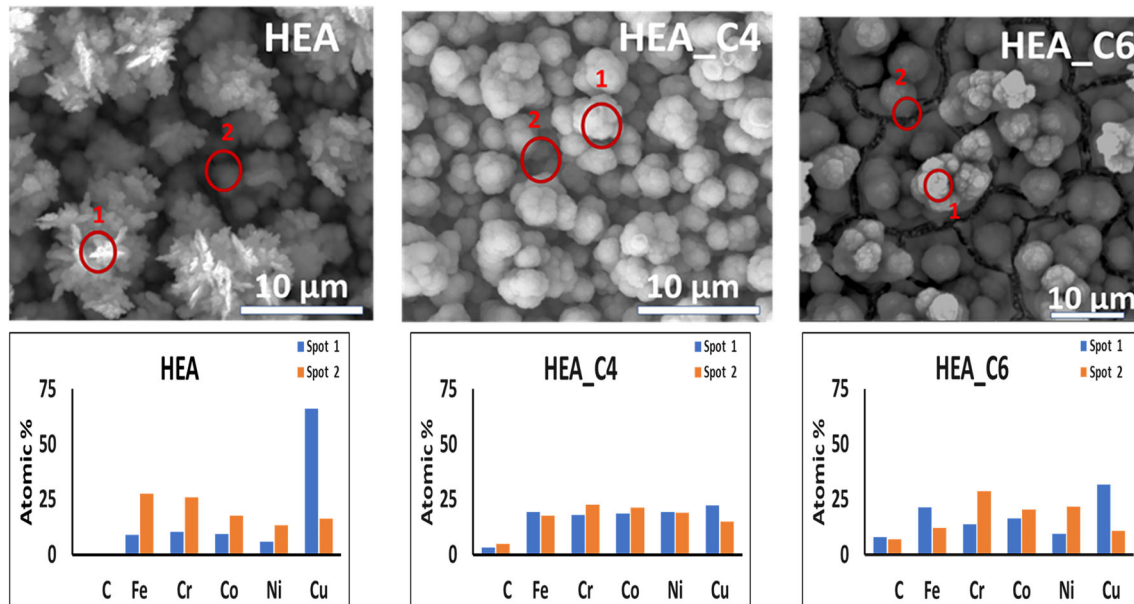 HEA
1
2
10 µm
HEA_C4
1
2
10 µm
HEA_C6
2
1
10 µm
HEA
Spot 1
Spot 2
Atomic %
75
50
25
0
C Fe Cr Co Ni Cu
HEA_C4
Spot 1
Spot 2
Atomic %
75
50
25
0
C Fe Cr Co Ni Cu
HEA_C6
Spot 1
Spot 2
Atomic %
75
50
25
0
C Fe Cr Co Ni Cu